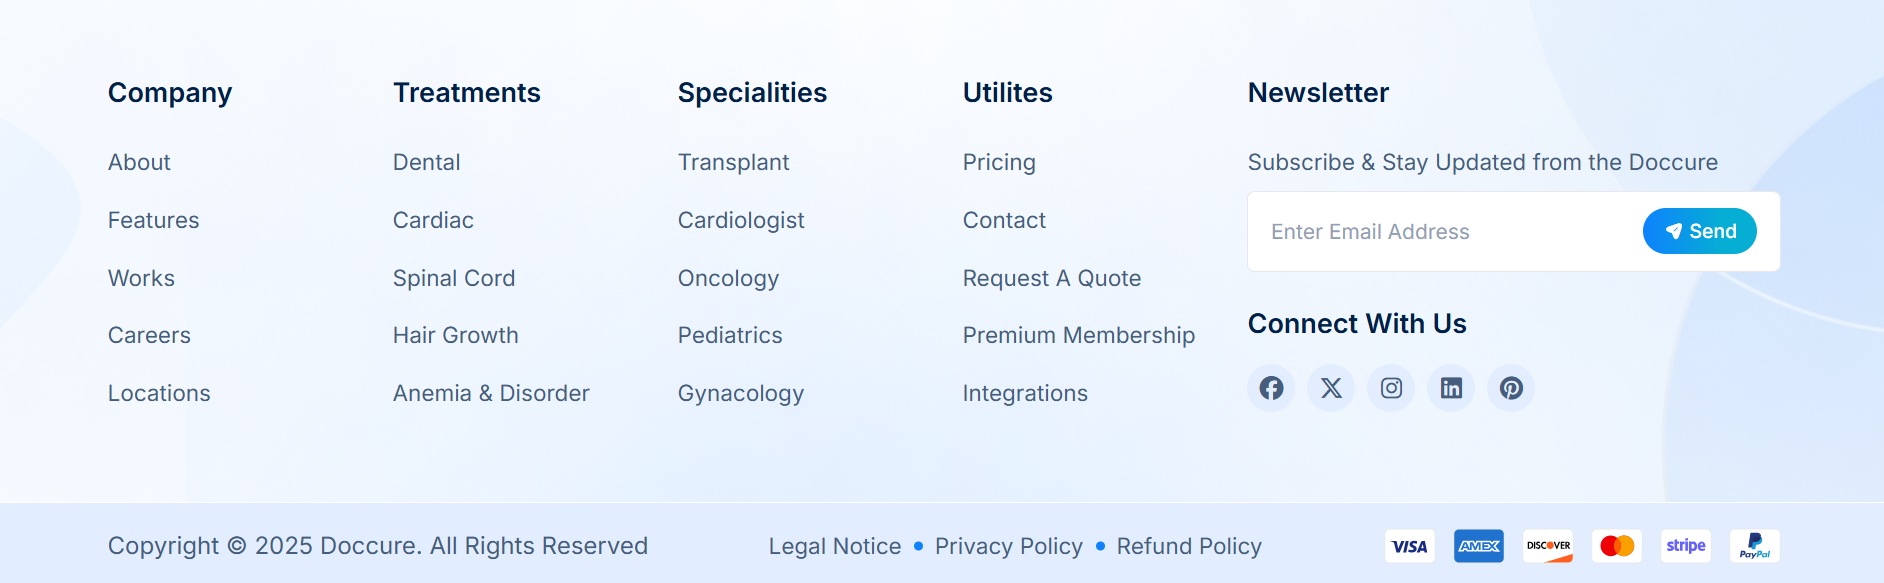 Company
About
Features
Works
Careers
Locations
Treatments
Dental
Cardiac
Spinal Cord
Hair Growth
Anemia & Disorder
Specialities
Transplant
Cardiologist
Oncology
Pediatrics
Gynacology
Utilites
Pricing
Contact
Request A Quote
Premium Membership
Integrations
Newsletter
Subscribe & Stay Updated from the Doccure
Enter Email Address
Send
Connect With Us
Copyright © 2025 Doccure. All Rights Reserved
Legal Notice • Privacy Policy • Refund Policy
VISA AMEX DISCOVER stripe PayPal